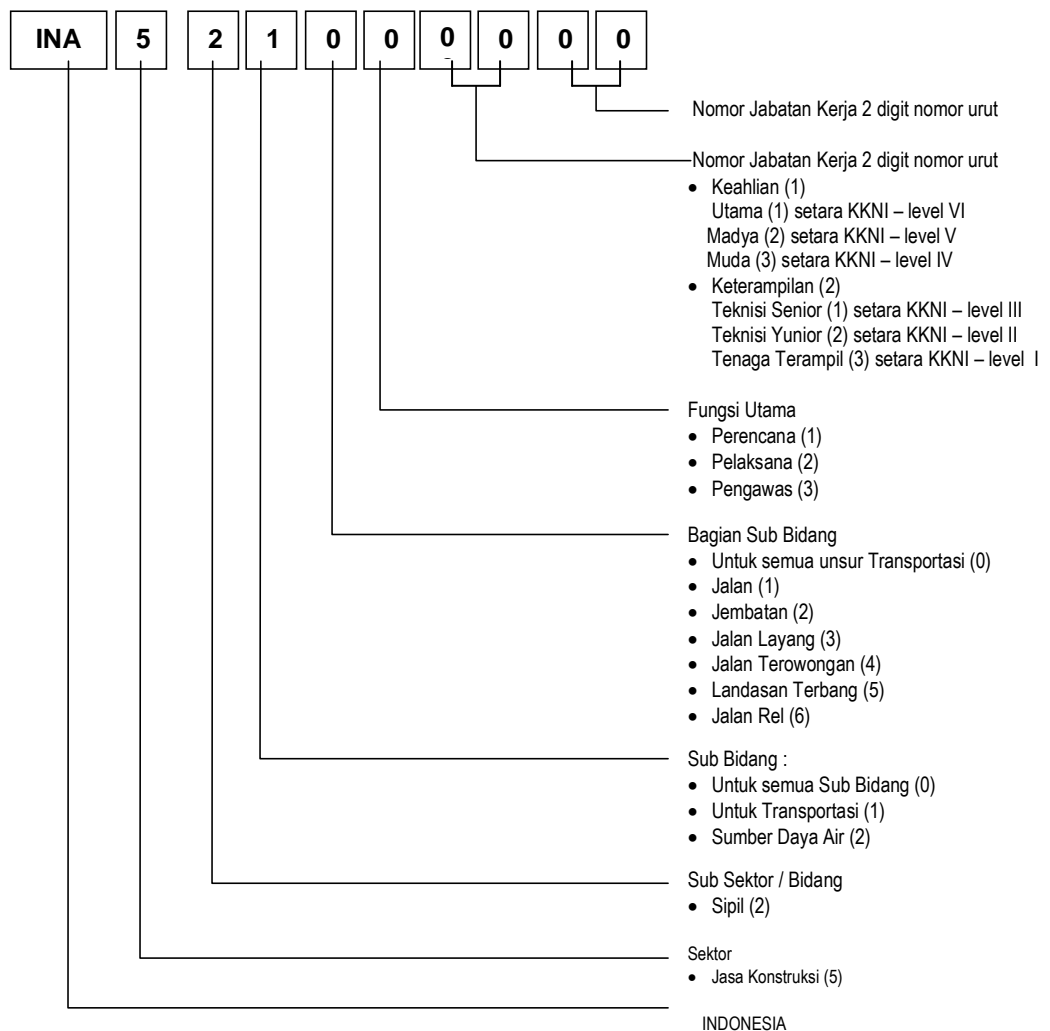 INA 5 2 1 0 0 0 0 0 0
Nomor Jabatan Kerja 2 digit nomor urut
Nomor Jabatan Kerja 2 digit nomor urut
• Keahlian (1)
Utama (1) setara KKNI – level VI
Madya (2) setara KKNI – level V
Muda (3) setara KKNI – level IV
• Keterampilan (2)
Teknisi Senior (1) setara KKNI – level III
Teknisi Yunior (2) setara KKNI – level II
Tenaga Terampil (3) setara KKNI – level I
Fungsi Utama
• Perencana (1)
• Pelaksana (2)
• Pengawas (3)
Bagian Sub Bidang
• Untuk semua unsur Transportasi (0)
• Jalan (1)
• Jembatan (2)
• Jalan Layang (3)
• Jalan Terowongan (4)
• Landasan Terbang (5)
• Jalan Rel (6)
Sub Bidang :
• Untuk semua Sub Bidang (0)
• Untuk Transportasi (1)
• Sumber Daya Air (2)
Sub Sektor / Bidang
• Sipil (2)
Sektor
• Jasa Konstruksi (5)
INDONESIA